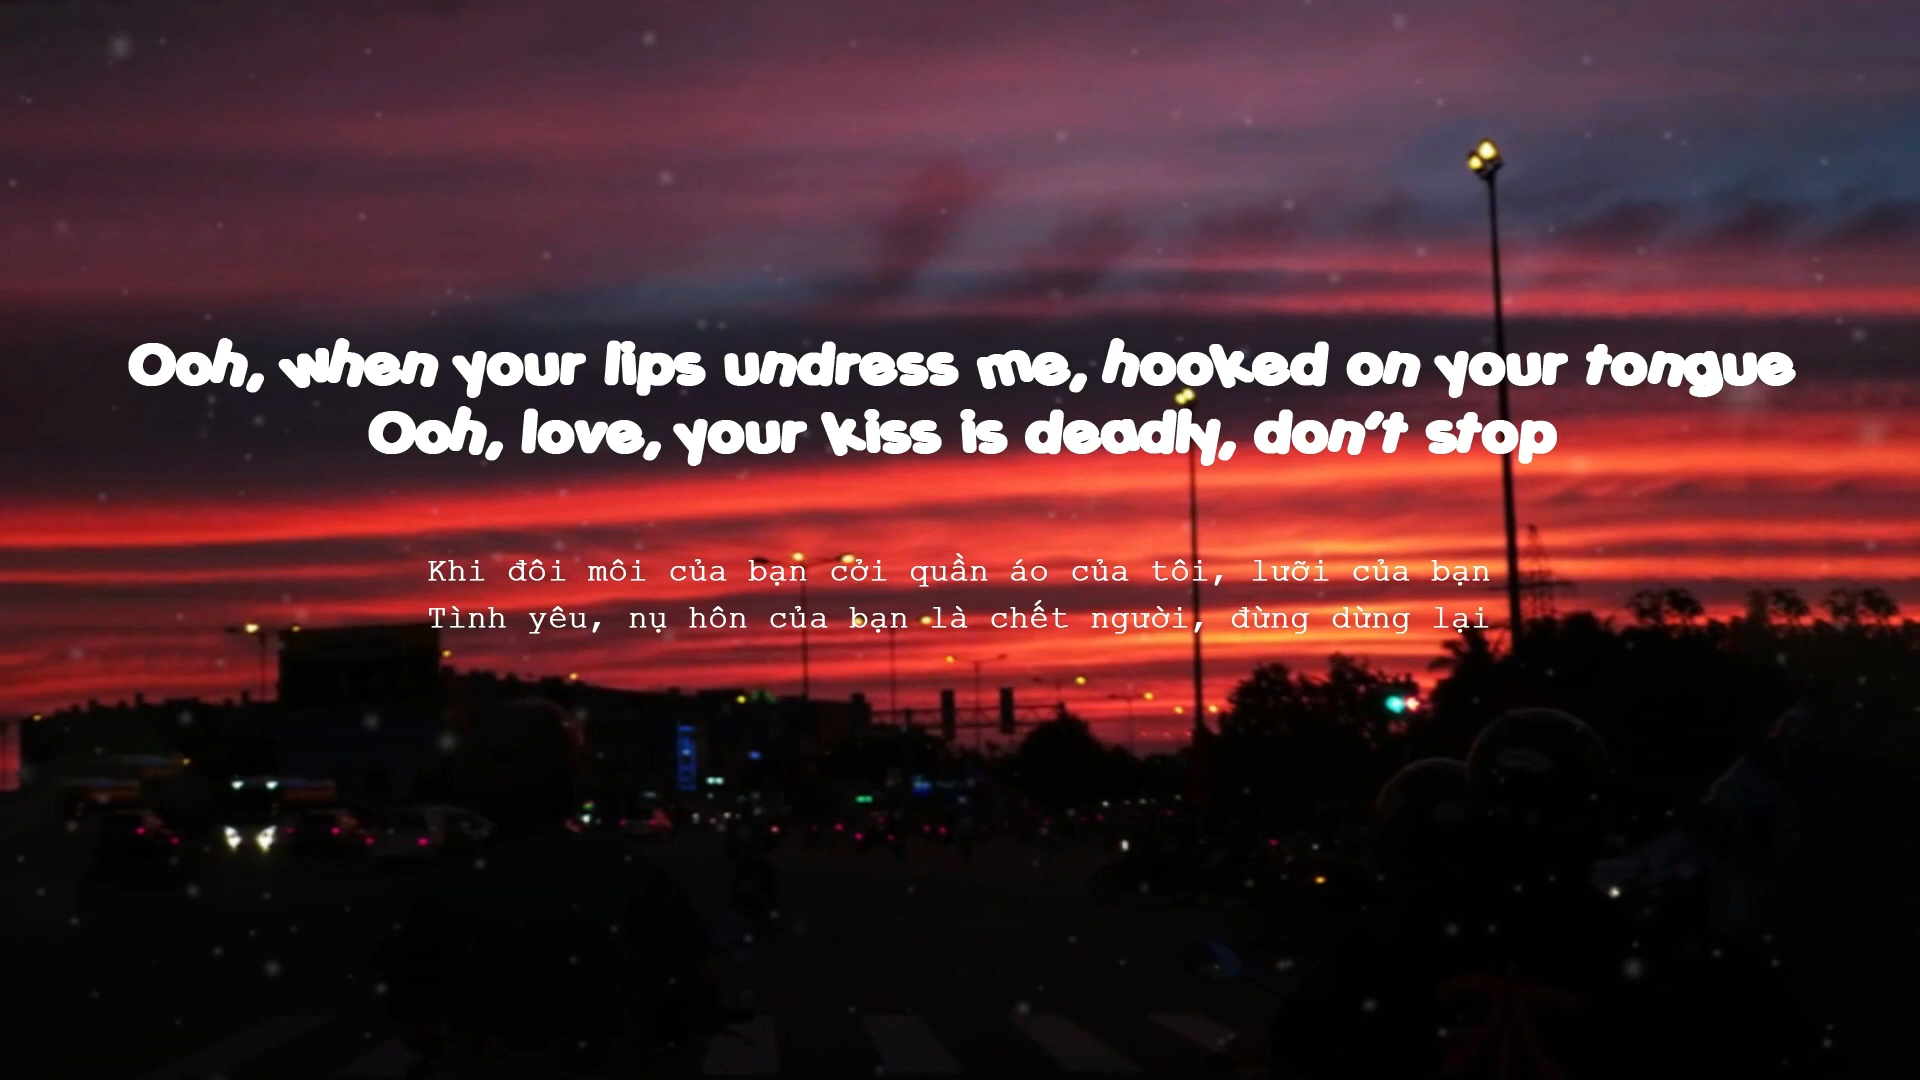 Ooh, when your lips undress me, hooked on your tongue
Ooh, love, your kiss is deadly, don't stop
Khi đôi môi của bạn cởi quần áo của tôi, lưỡi của bạn
Tình yêu, nụ hôn của bạn là chết người, đừng dừng lại